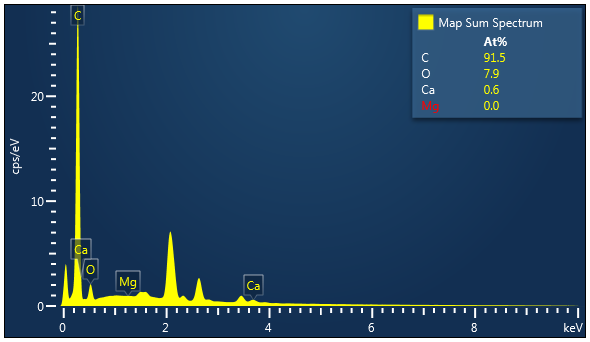 Map Sum Spectrum
At%
C 91.5
O 7.9
Ca 0.6
Mg 0.0
C
20
cps/eV
10
Ca
O
Mg
Ca
0
0 2 4 6 8 keV